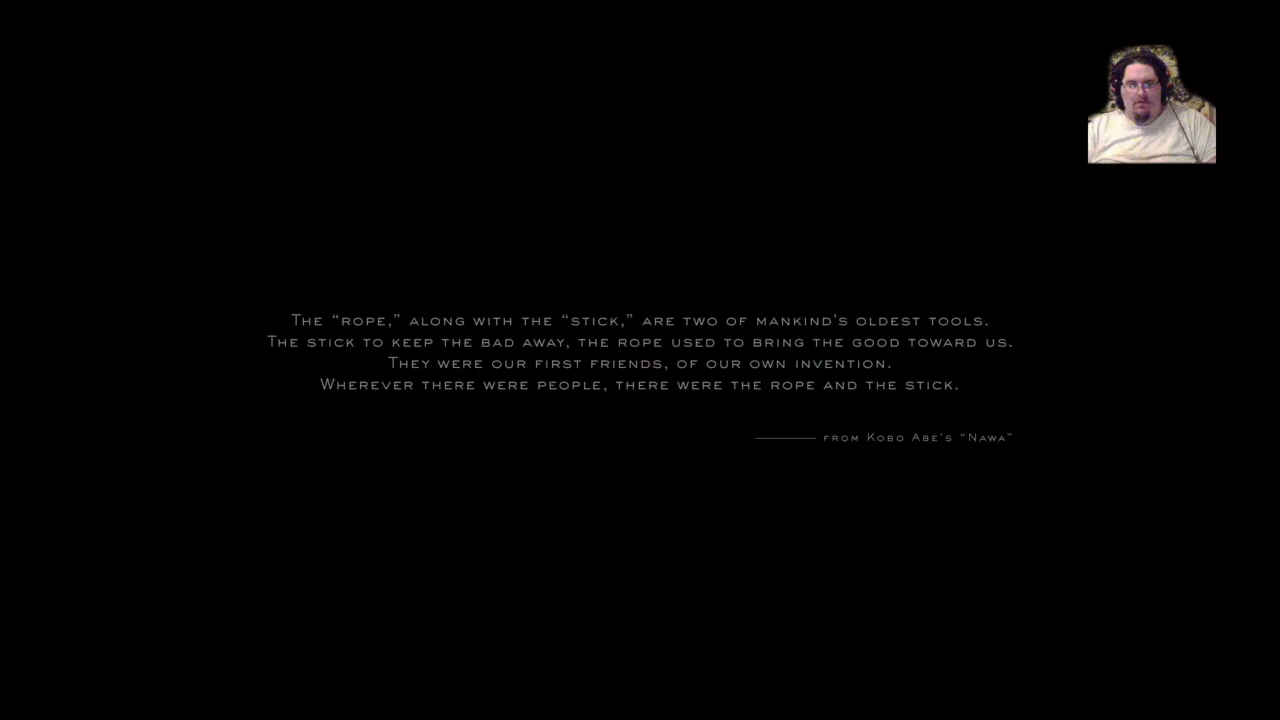 The “rope,” along with the “stick,” are two of mankind's oldest tools.
The stick to keep the bad away, the rope used to bring the good toward us.
They were our first friends, of our own invention.
Wherever there were people, there were the rope and the stick.
from Kobo Abe's “Nawa”